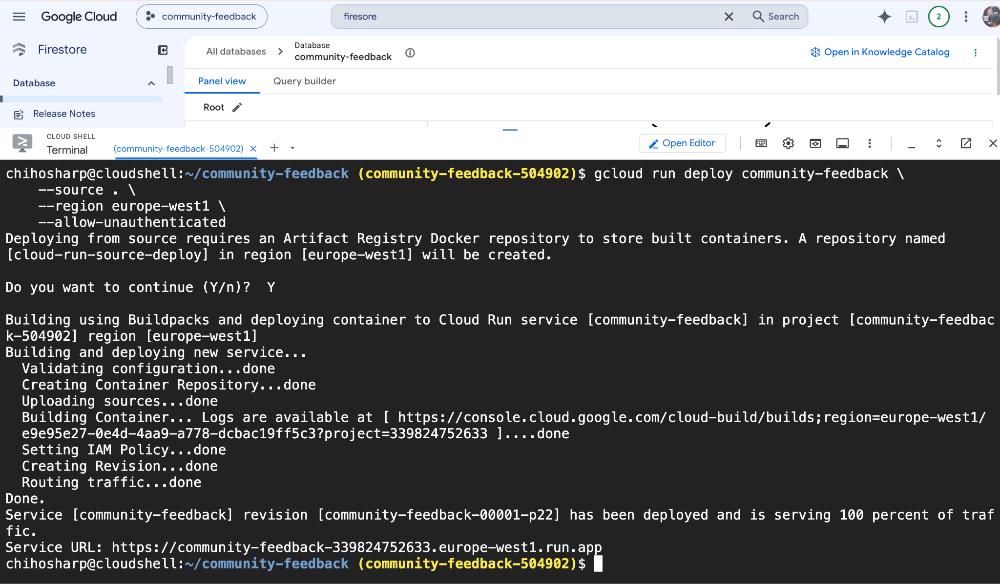 Google Cloud
community-feedback
firesore
Search
2
Firestore
All databases
Database
community-feedback
Open in Knowledge Catalog
Database
Panel view
Query builder
Root
Release Notes
CLOUD SHELL
Terminal
(community-feedback-504902)
Open Editor
chihosharp@cloudshell:~/community-feedback (community-feedback-504902)$ gcloud run deploy community-feedback \
    --source . \
    --region europe-west1 \
    --allow-unauthenticated
Deploying from source requires an Artifact Registry Docker repository to store built containers. A repository named
[cloud-run-source-deploy] in region [europe-west1] will be created.
Do you want to continue (Y/n)?  Y
Building using Buildpacks and deploying container to Cloud Run service [community-feedback] in project [community-feedbac
k-504902] region [europe-west1]
Building and deploying new service...
  Validating configuration...done
  Creating Container Repository...done
  Uploading sources...done
  Building Container... Logs are available at [ https://console.cloud.google.com/cloud-build/builds;region=europe-west1/
  e9e95e27-0e4d-4aa9-a778-dcbac19ff5c3?project=339824752633 ]....done
  Setting IAM Policy...done
  Creating Revision...done
  Routing traffic...done
Done.
Service [community-feedback] revision [community-feedback-00001-p22] has been deployed and is serving 100 percent of traf
fic.
Service URL: https://community-feedback-339824752633.europe-west1.run.app
chihosharp@cloudshell:~/community-feedback (community-feedback-504902)$